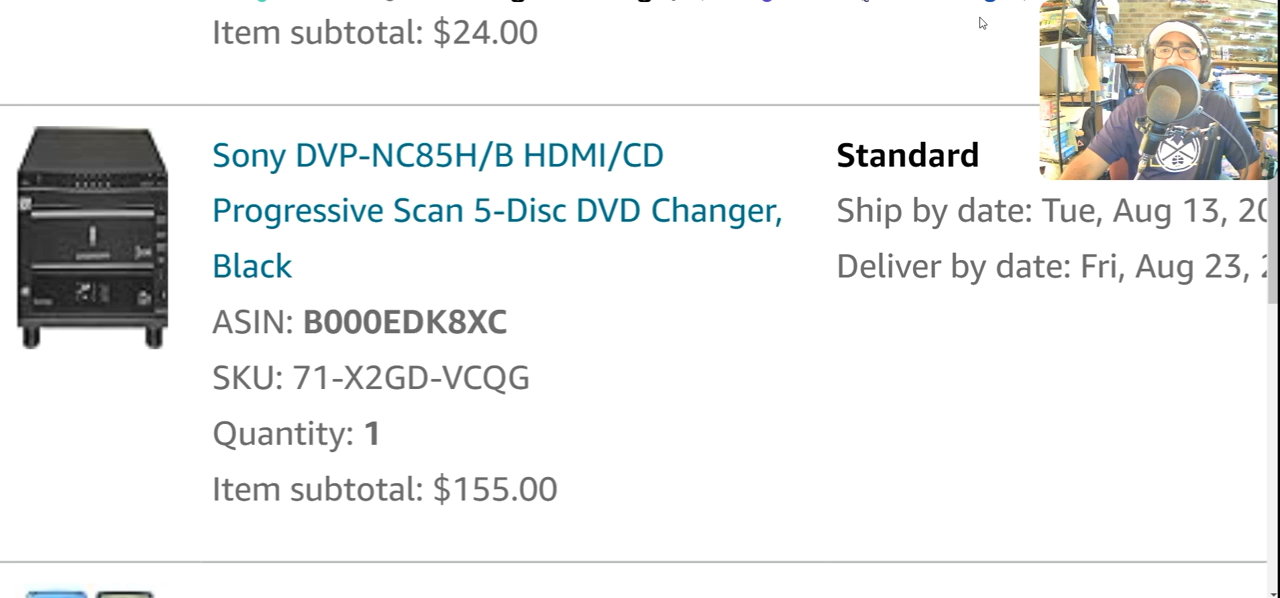 Item subtotal: $24.00
Sony DVP-NC85H/B HDMI/CD
Progressive Scan 5-Disc DVD Changer,
Black
ASIN: B000EDK8XC
SKU: 71-X2GD-VCQG
Quantity: 1
Item subtotal: $155.00
Standard
Ship by date: Tue, Aug 13, 20
Deliver by date: Fri, Aug 23, 2